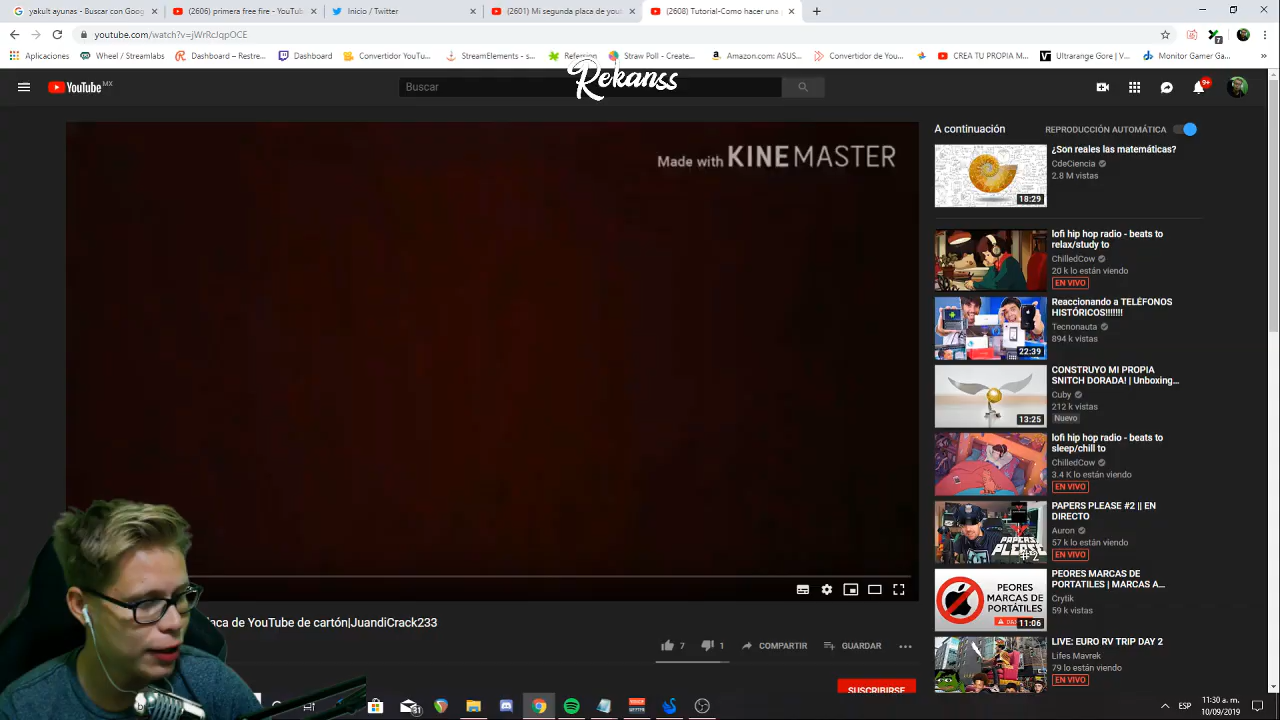 yakult ayunas - Buscar con Goog
(2606) primera free fire - YouTub
Inicio / Twitter
(2601) Mi segunda placa de yout
(2608) Tutorial-Como hacer una
youtube.com/watch?v=jWRcJqpOCE
Aplicaciones
Wheel / Streamlabs
Dashboard – Restre...
Dashboard
Convertidor YouTu...
StreamElements - s...
Refereing
Straw Poll - Create...
Amazon.com: ASUS...
Convertidor de You...
CREA TU PROPIA M...
Ultrarange Gore | V...
Monitor Game Ga...
YouTube MX
Buscar
Rekanss
9+
Made with KINEMASTER
A continuación
REPRODUCCIÓN AUTOMÁTICA
¿Son reales las matemáticas?
CdeCiencia
2.8 M vistas
18:29
lofi hip hop radio - beats to
relax/study to
ChilledCow
20 k lo están viendo
EN VIVO
Reaccionando a TELÉFONOS
HISTÓRICOS!!!!!!!
Tecnonauta
894 k vistas
22:39
CONSTRUYO MI PROPIA
SNITCH DORADA! | Unboxing...
Cuby
212 k vistas
Nuevo
13:25
lofi hip hop radio - beats to
sleep/chill to
ChilledCow
3.4 K lo están viendo
EN VIVO
PAPERS PLEASE #2 || EN
DIRECTO
Auron
57 k lo están viendo
EN VIVO
PAPERS
PLEASE
#2
PEORES MARCAS DE
PORTATILES | MARCAS A...
Crytik
59 k vistas
PEORES
MARCAS DE
PORTÁTILES
11:06
LIVE: EURO RV TRIP DAY 2
Lifes Mavrek
79 lo están viendo
EN VIVO
laca de YouTube de cartón|JuandiCrack233
7
1
COMPARTIR
GUARDAR
SUSCRIBIRSE
ESP
11:30 a. m.
10/09/2019